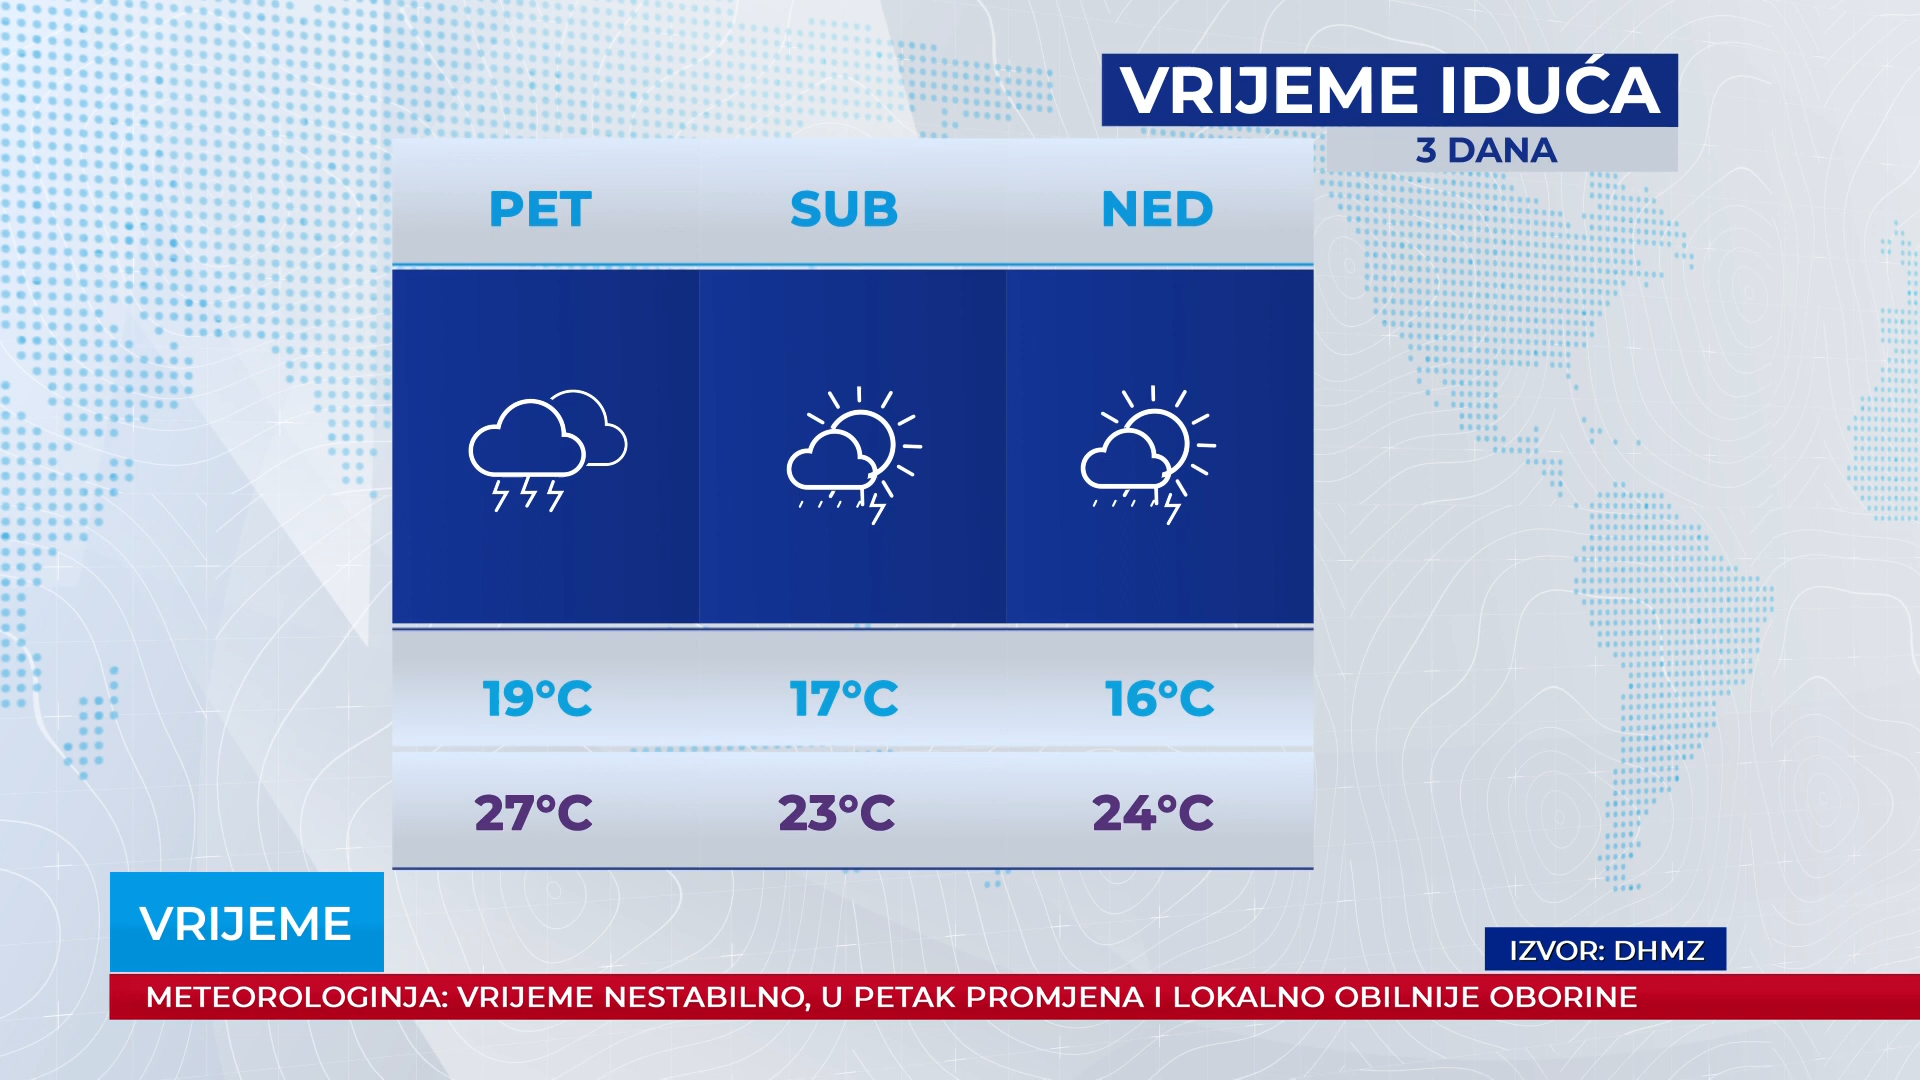 VRIJEME IDUĆA
3 DANA
PET SUB NED
19°C 17°C 16°C
27°C 23°C 24°C
VRIJEME
IZVOR: DHMZ
METEOROLOGINJA: VRIJEME NESTABILNO, U PETAK PROMJENA I LOKALNO OBILNIJE OBORINE